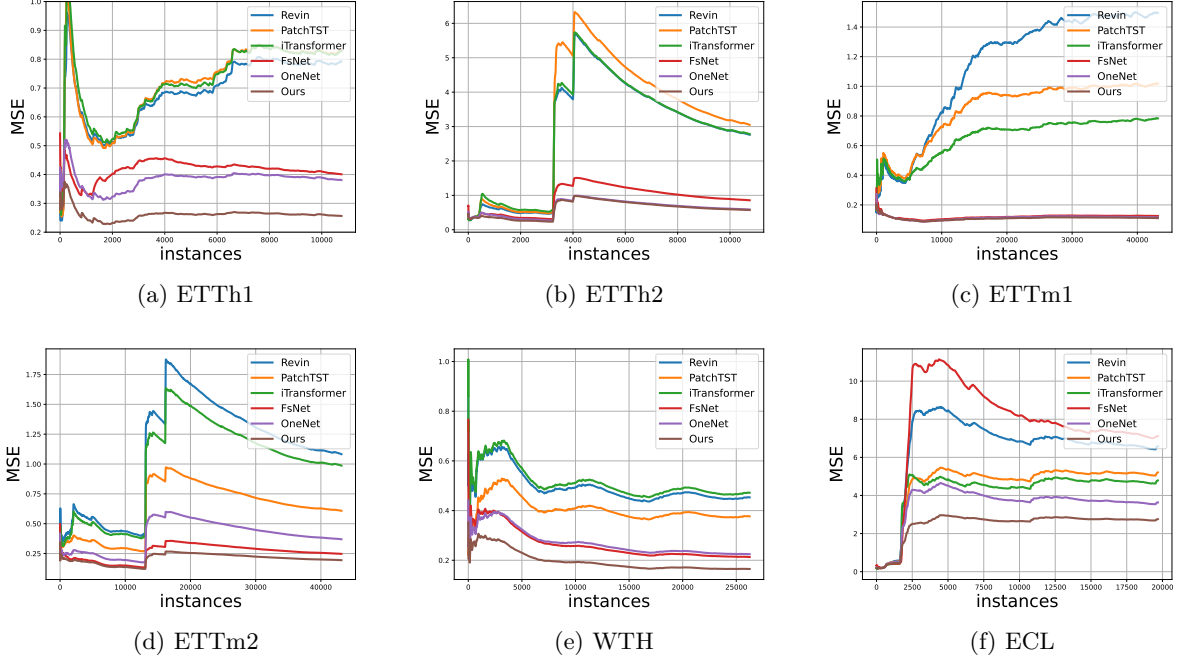 MSE
1.0
0.9
0.8
0.7
0.6
0.5
0.4
0.3
0.2
0
2000
4000
6000
8000
10000
instances
Revin
PatchTST
iTransformer
FsNet
OneNet
Ours
(a) ETTh1
MSE
6
5
4
3
2
1
0
0
2000
4000
6000
8000
10000
instances
Revin
PatchTST
iTransformer
FsNet
OneNet
Ours
(b) ETTh2
MSE
1.4
1.2
1.0
0.8
0.6
0.4
0.2
0
10000
20000
30000
40000
instances
Revin
PatchTST
iTransformer
FsNet
OneNet
Ours
(c) ETTm1
MSE
1.75
1.50
1.25
1.00
0.75
0.50
0.25
0
10000
20000
30000
40000
instances
Revin
PatchTST
iTransformer
FsNet
OneNet
Ours
(d) ETTm2
MSE
1.0
0.8
0.6
0.4
0.2
0
5000
10000
15000
20000
25000
instances
Revin
PatchTST
iTransformer
FsNet
OneNet
Ours
(e) WTH
MSE
10
8
6
4
2
0
0
2500
5000
7500
10000
12500
15000
17500
20000
instances
Revin
PatchTST
iTransformer
FsNet
OneNet
Ours
(f) ECL